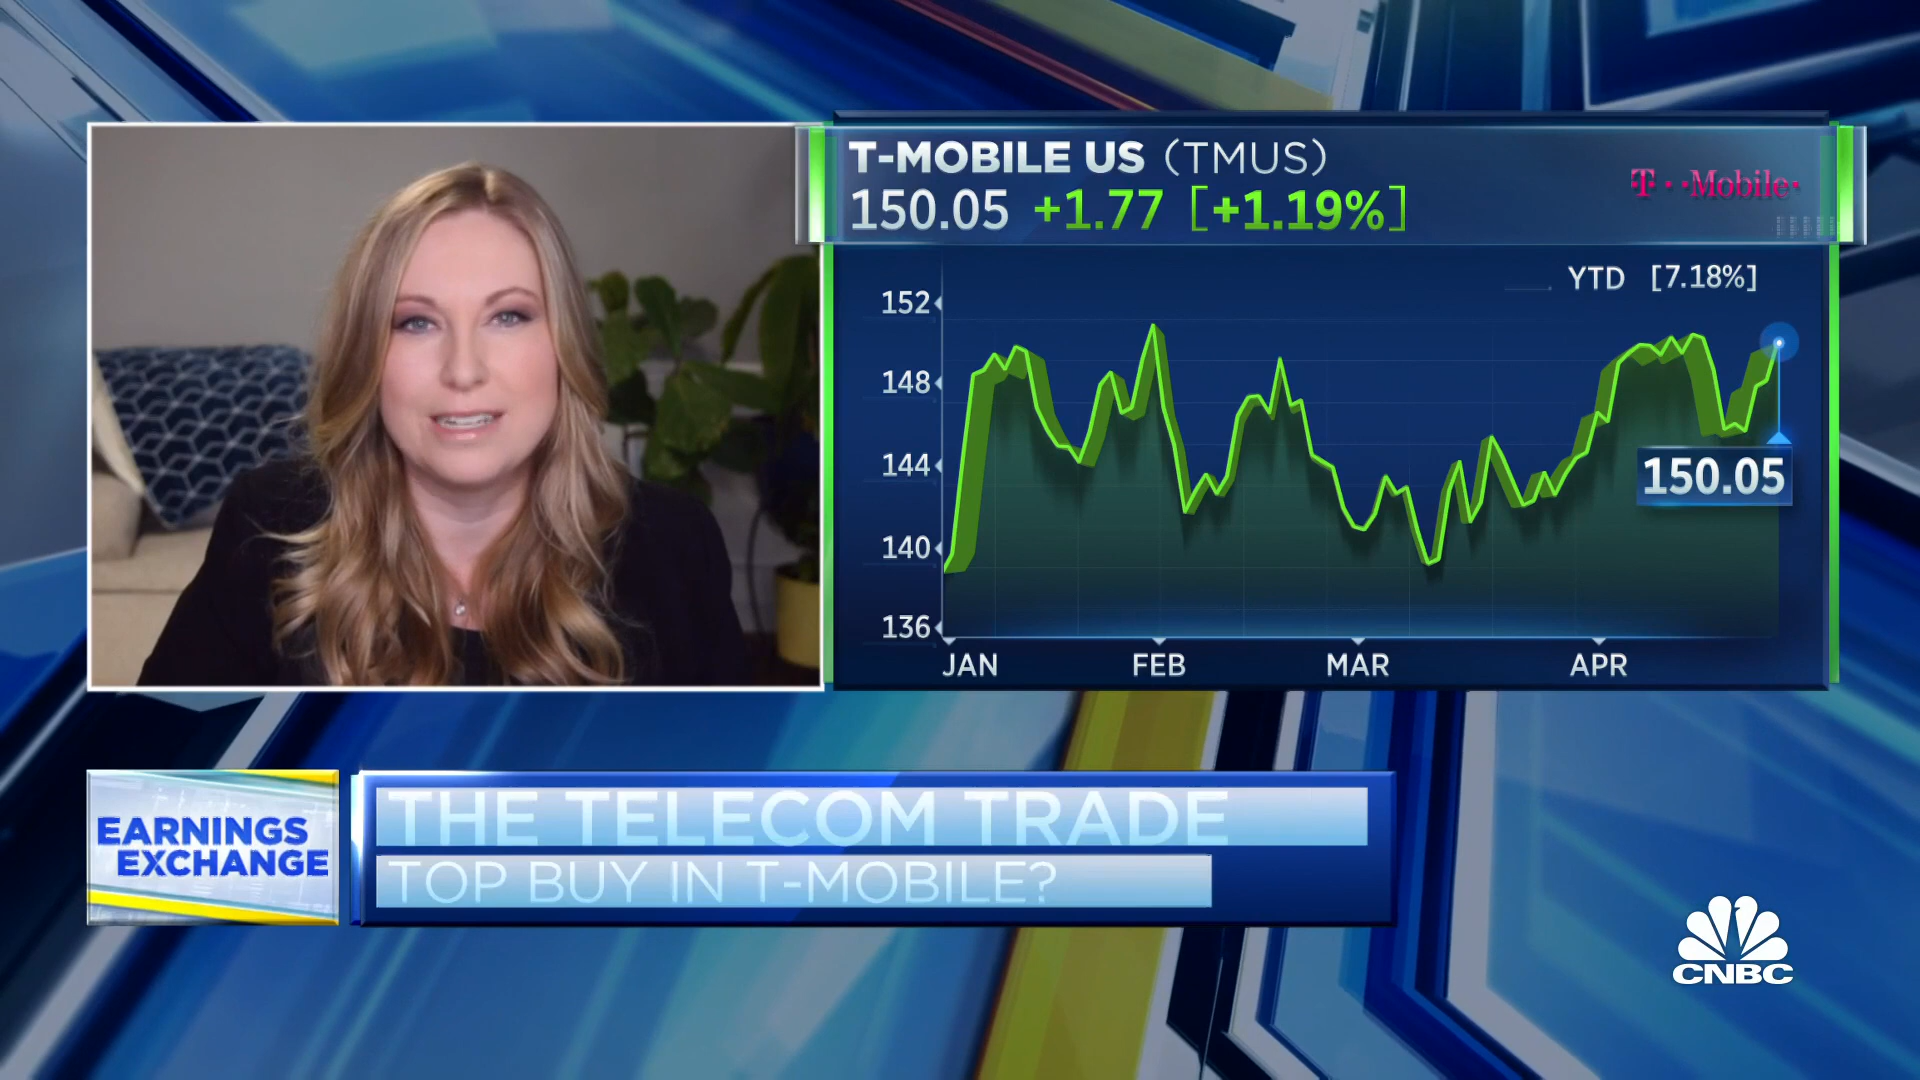 T-MOBILE US (TMUS)
150.05 +1.77 [+1.19%]
T··Mobile·
YTD [7.18%]
152
148
144
140
136
150.05
JAN FEB MAR APR
EARNINGS
EXCHANGE
THE TELECOM TRADE
TOP BUY IN T-MOBILE?
CNBC